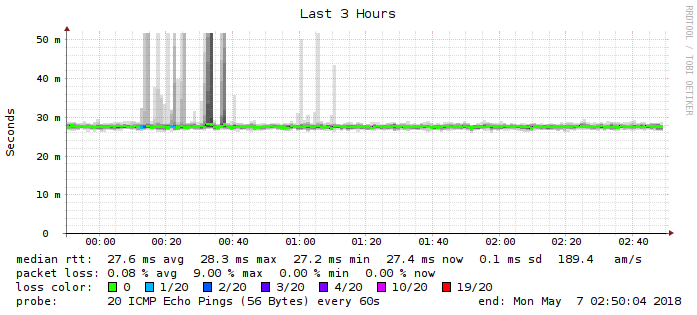 Last 3 Hours
RRDTOOL / TOBI OETIKER
Seconds
50 m
40 m
30 m
20 m
10 m
0
00:00 00:20 00:40 01:00 01:20 01:40 02:00 02:20 02:40
median rtt: 27.6 ms avg 28.3 ms max 27.2 ms min 27.4 ms now 0.1 ms sd 189.4 am/s
packet loss: 0.08 % avg 9.00 % max 0.00 % min 0.00 % now
loss color: 0 1/20 2/20 3/20 4/20 10/20 19/20
probe: 20 ICMP Echo Pings (56 Bytes) every 60s end: Mon May 7 02:50:04 2018